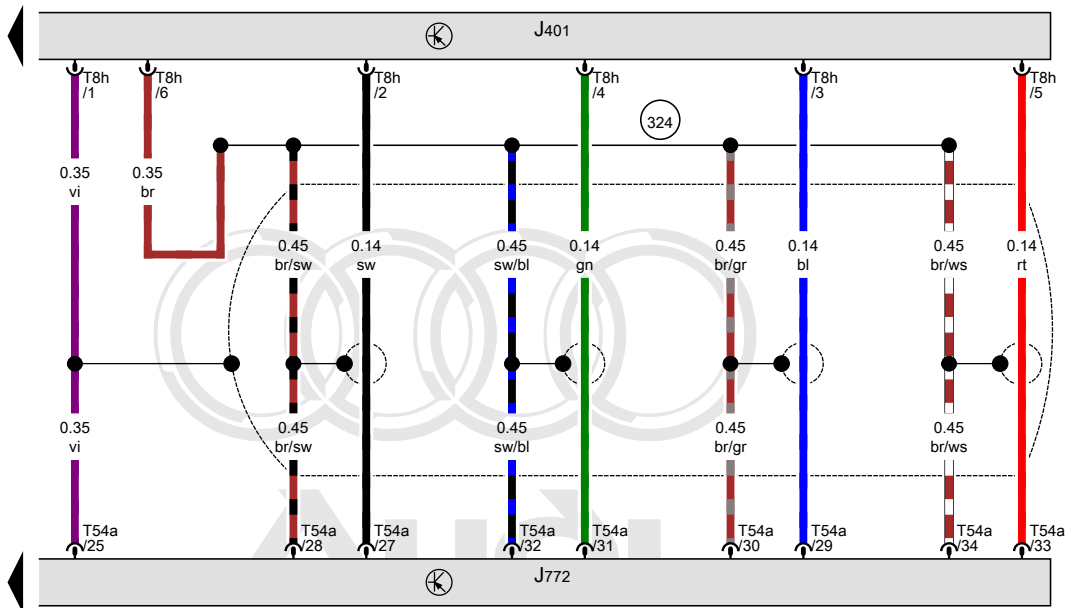 J401
T8h
/1
T8h
/6
T8h
/2
T8h
/4
T8h
/3
T8h
/5
324
0.35
vi
0.35
br
0.45
br/sw
0.14
sw
0.45
sw/bl
0.14
gn
0.45
br/gr
0.14
bl
0.45
br/ws
0.14
rt
0.35
vi
0.45
br/sw
0.45
sw/bl
0.45
br/gr
0.45
br/ws
T54a
/25
T54a
/28
T54a
/27
T54a
/32
T54a
/31
T54a
/30
T54a
/29
T54a
/34
T54a
/33
Audi
J772